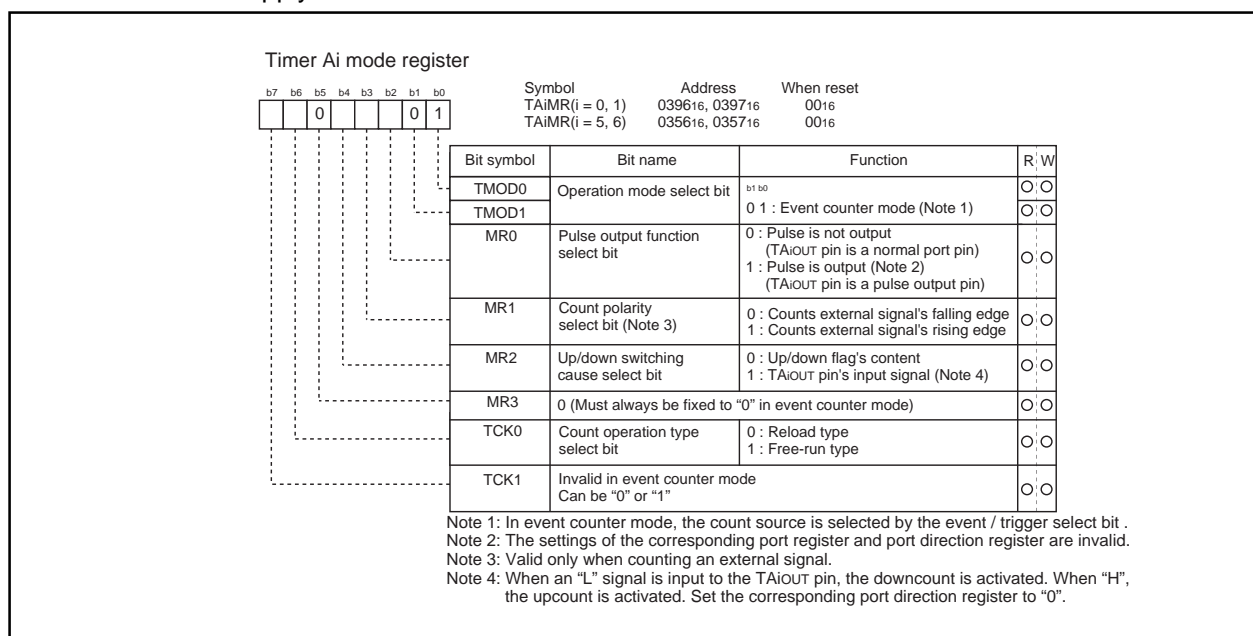 Timer Ai mode register
b7 b6 b5 b4 b3 b2 b1 b0
0 0 1
Symbol Address When reset
TAiMR(i = 0, 1) 039616, 039716 0016
TAiMR(i = 5, 6) 035616, 035716 0016
Bit symbol Bit name Function R W
TMOD0 Operation mode select bit b1 b0
TMOD1 0 1 : Event counter mode (Note 1)
MR0 Pulse output function 0 : Pulse is not output
select bit (TAiOUT pin is a normal port pin)
1 : Pulse is output (Note 2)
(TAiOUT pin is a pulse output pin)
MR1 Count polarity 0 : Counts external signal's falling edge
select bit (Note 3) 1 : Counts external signal's rising edge
MR2 Up/down switching 0 : Up/down flag's content
cause select bit 1 : TAiOUT pin's input signal (Note 4)
MR3 0 (Must always be fixed to “0” in event counter mode)
TCK0 Count operation type 0 : Reload type
select bit 1 : Free-run type
TCK1 Invalid in event counter mode
Can be “0” or “1”
Note 1: In event counter mode, the count source is selected by the event / trigger select bit .
Note 2: The settings of the corresponding port register and port direction register are invalid.
Note 3: Valid only when counting an external signal.
Note 4: When an “L” signal is input to the TAiOUT pin, the downcount is activated. When “H”,
the upcount is activated. Set the corresponding port direction register to “0”.